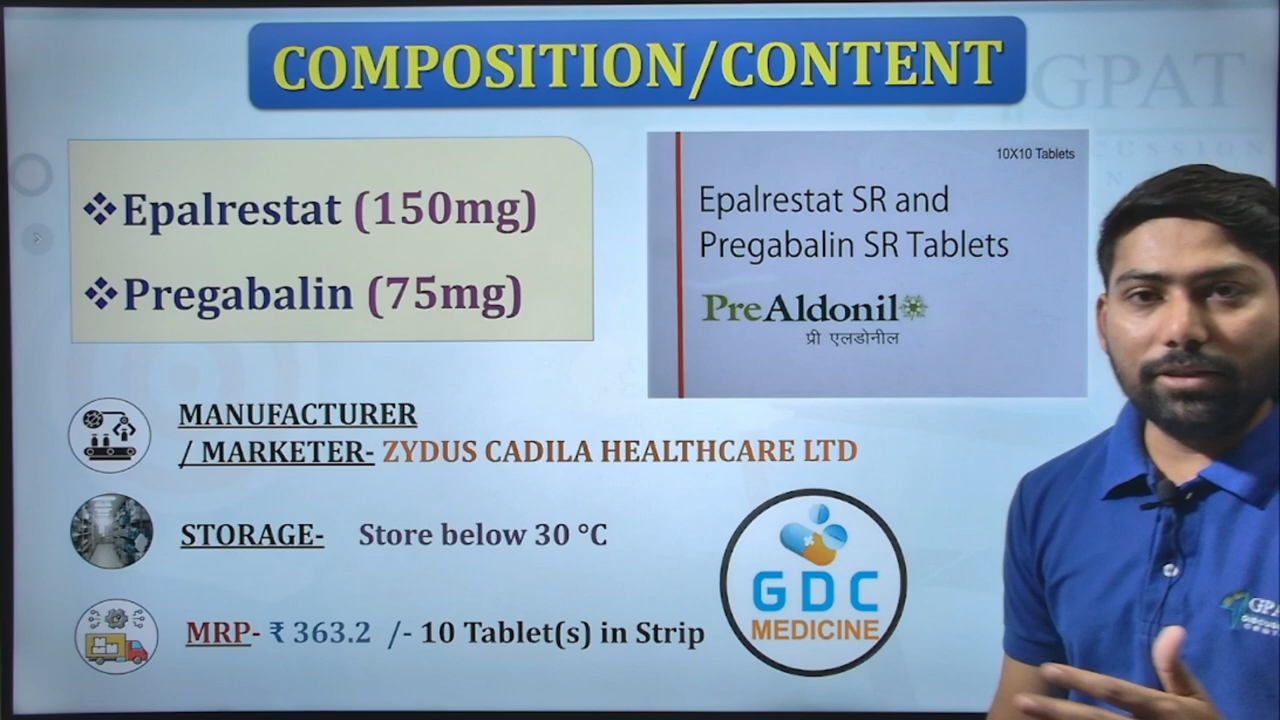 COMPOSITION/CONTENT
GPAT
❖Epalrestat (150mg)
❖Pregabalin (75mg)
10X10 Tablets
Epalrestat SR and
Pregabalin SR Tablets
PreAldonil
प्री एलडोनील
MANUFACTURER
/ MARKETER- ZYDUS CADILA HEALTHCARE LTD
STORAGE- Store below 30 °C
MRP- ₹ 363.2 /- 10 Tablet(s) in Strip
GDC
MEDICINE